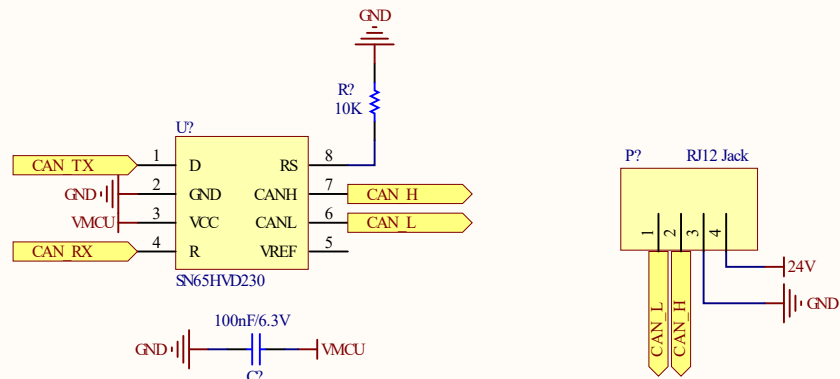 GND
R?
10K
U?
P? RJ12 Jack
CAN_TX 1 D RS 8
GND 2 GND CANH 7 CAN_H
VMCU 3 VCC CANL 6 CAN_L
CAN_RX 4 R VREF 5
SN65HVD230
1 2 3 4
24V
GND
CAN_L CAN_H
100nF/6.3V
GND VMCU
C?